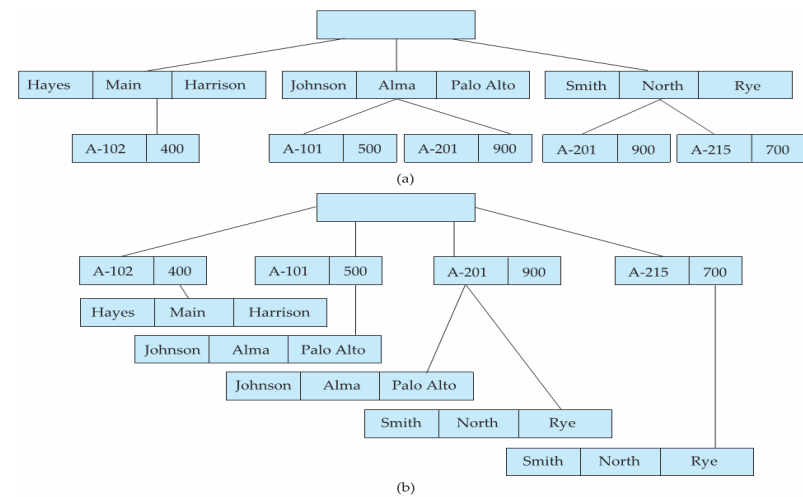 Hayes Main Harrison Johnson Alma Palo Alto Smith North Rye
A-102 400 A-101 500 A-201 900 A-201 900 A-215 700
(a)
A-102 400 A-101 500 A-201 900 A-215 700
Hayes Main Harrison
Johnson Alma Palo Alto
Johnson Alma Palo Alto
Smith North Rye
Smith North Rye
(b)